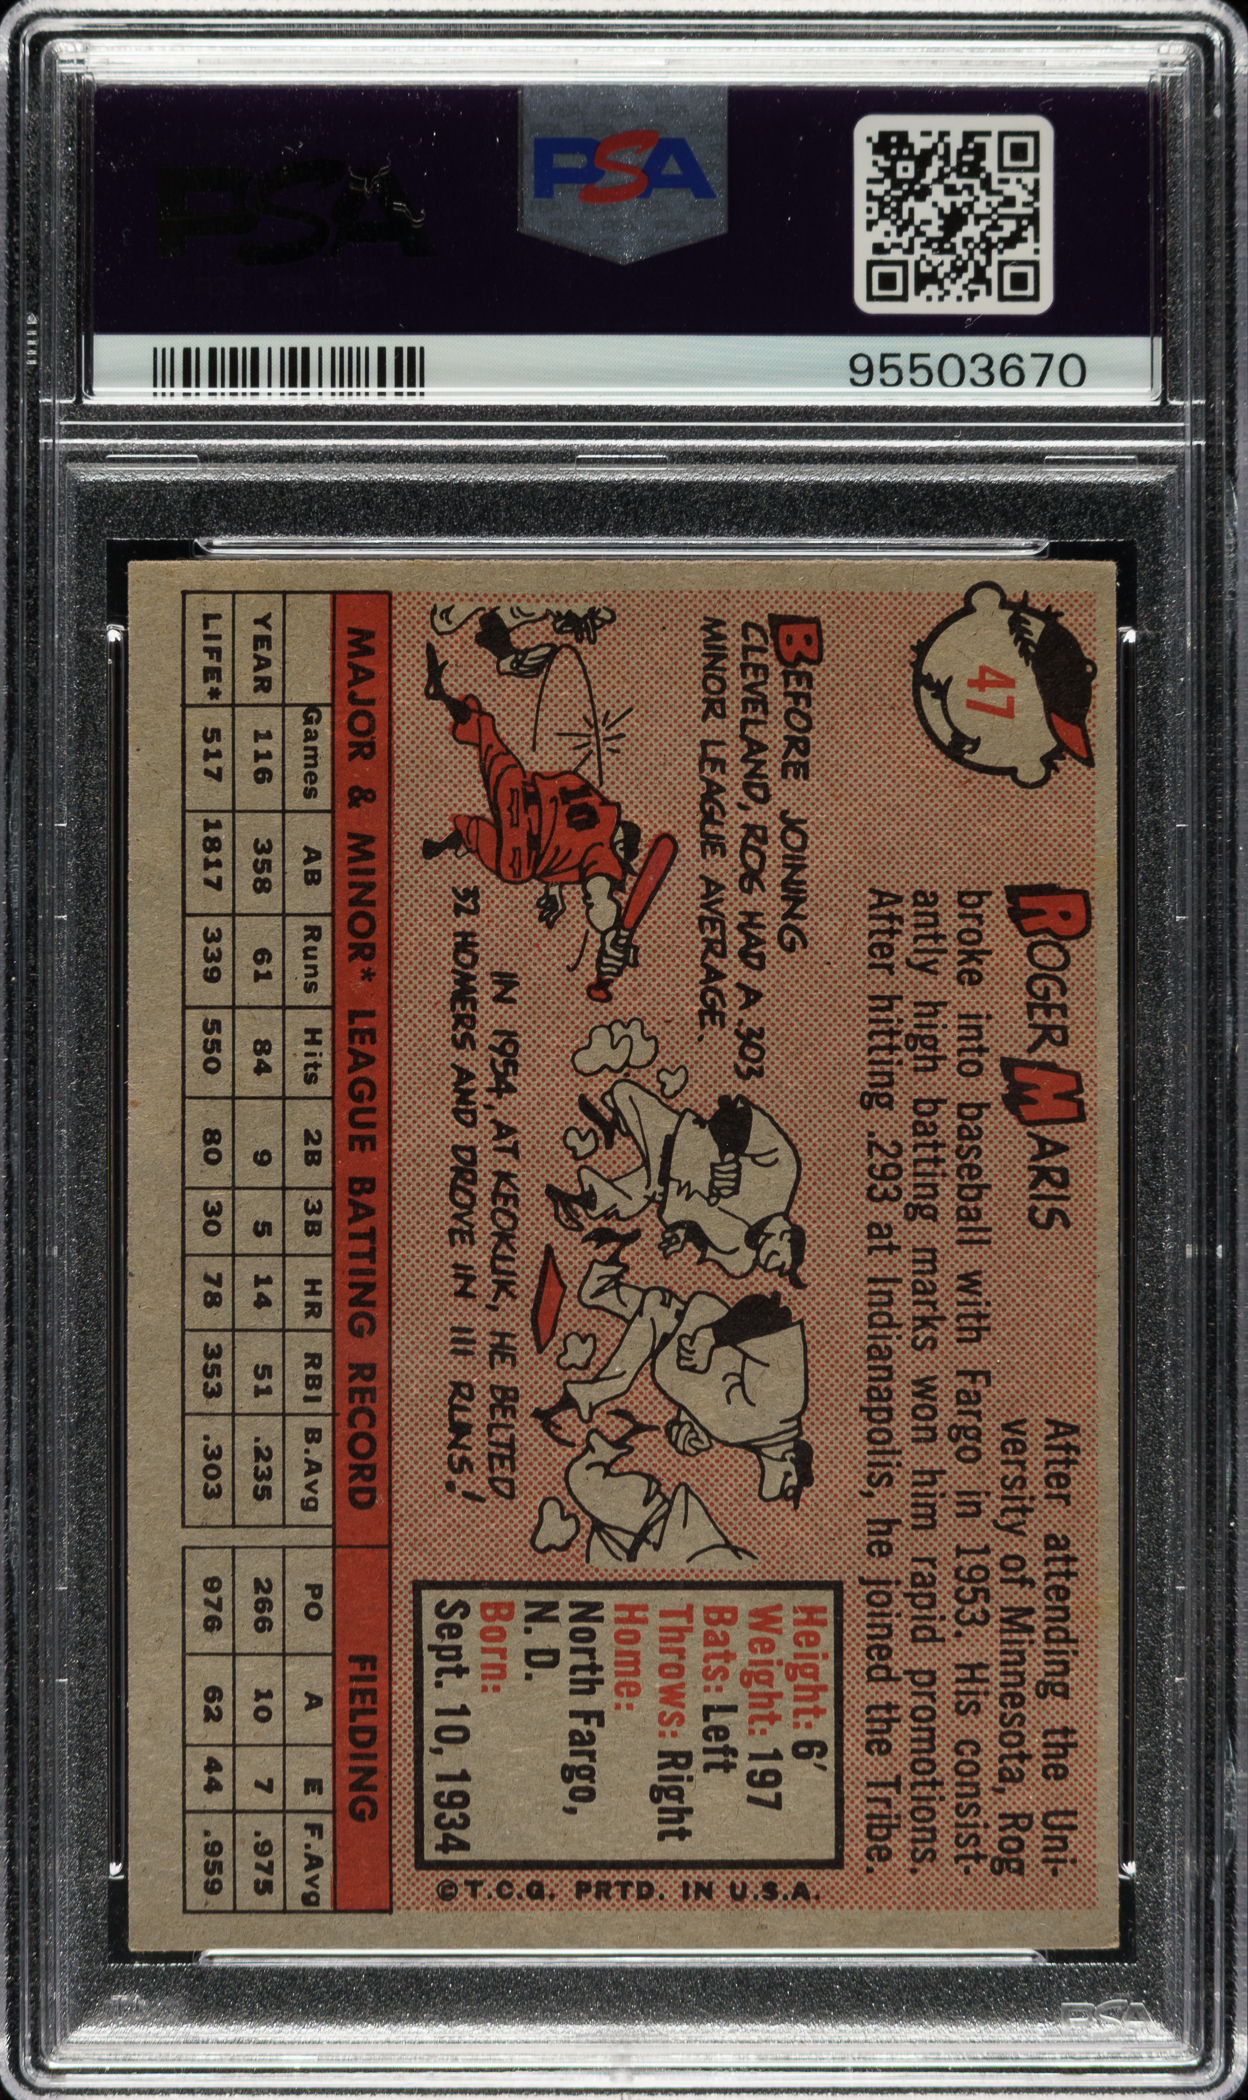 PSA
PSA
95503670
47
ROGER MARIS
After attending the Uni-
versity of Minnesota, Rog
broke into baseball with Fargo in 1953. His consist-
antly high batting marks won him rapid promotions.
After hitting .293 at Indianapolis, he joined the Tribe.
BEFORE JOINING
CLEVELAND, ROG HAD A .303
MINOR LEAGUE AVERAGE.
10
IN 1954, AT KEOKUK, HE BELTED
32 HOMERS AND DROVE IN 111 RUNS!
Height: 6'
Weight: 197
Bats: Left
Throws: Right
Home:
North Fargo,
N. D.
Born:
Sept. 10, 1934
© T.C.G. PRTD. IN U.S.A.
MAJOR & MINOR* LEAGUE BATTING RECORD FIELDING
Games AB Runs Hits 2B 3B HR RBI B.Avg PO A E F.Avg
YEAR 116 358 61 84 9 5 14 51 .235 266 10 7 .975
LIFE* 517 1817 339 550 80 30 78 353 .303 976 62 44 .959
PSA